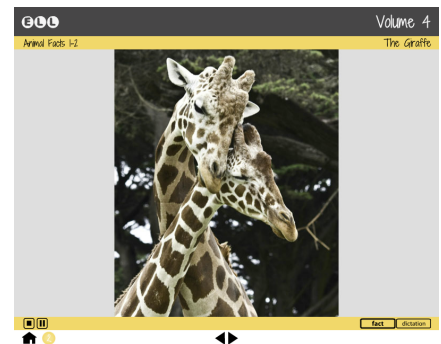 ELL
Volume 4
Animal Facts 1-2
The Giraffe
fact
dictation